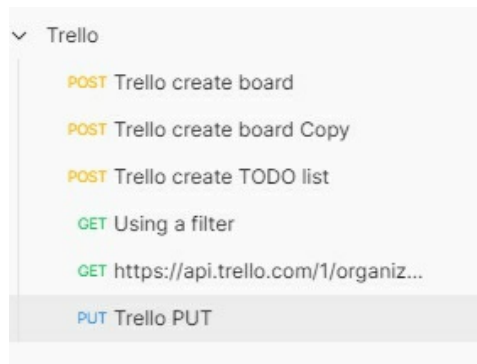 Trello
POST Trello create board
POST Trello create board Copy
POST Trello create TODO list
GET Using a filter
GET https://api.trello.com/1/organiz...
PUT Trello PUT